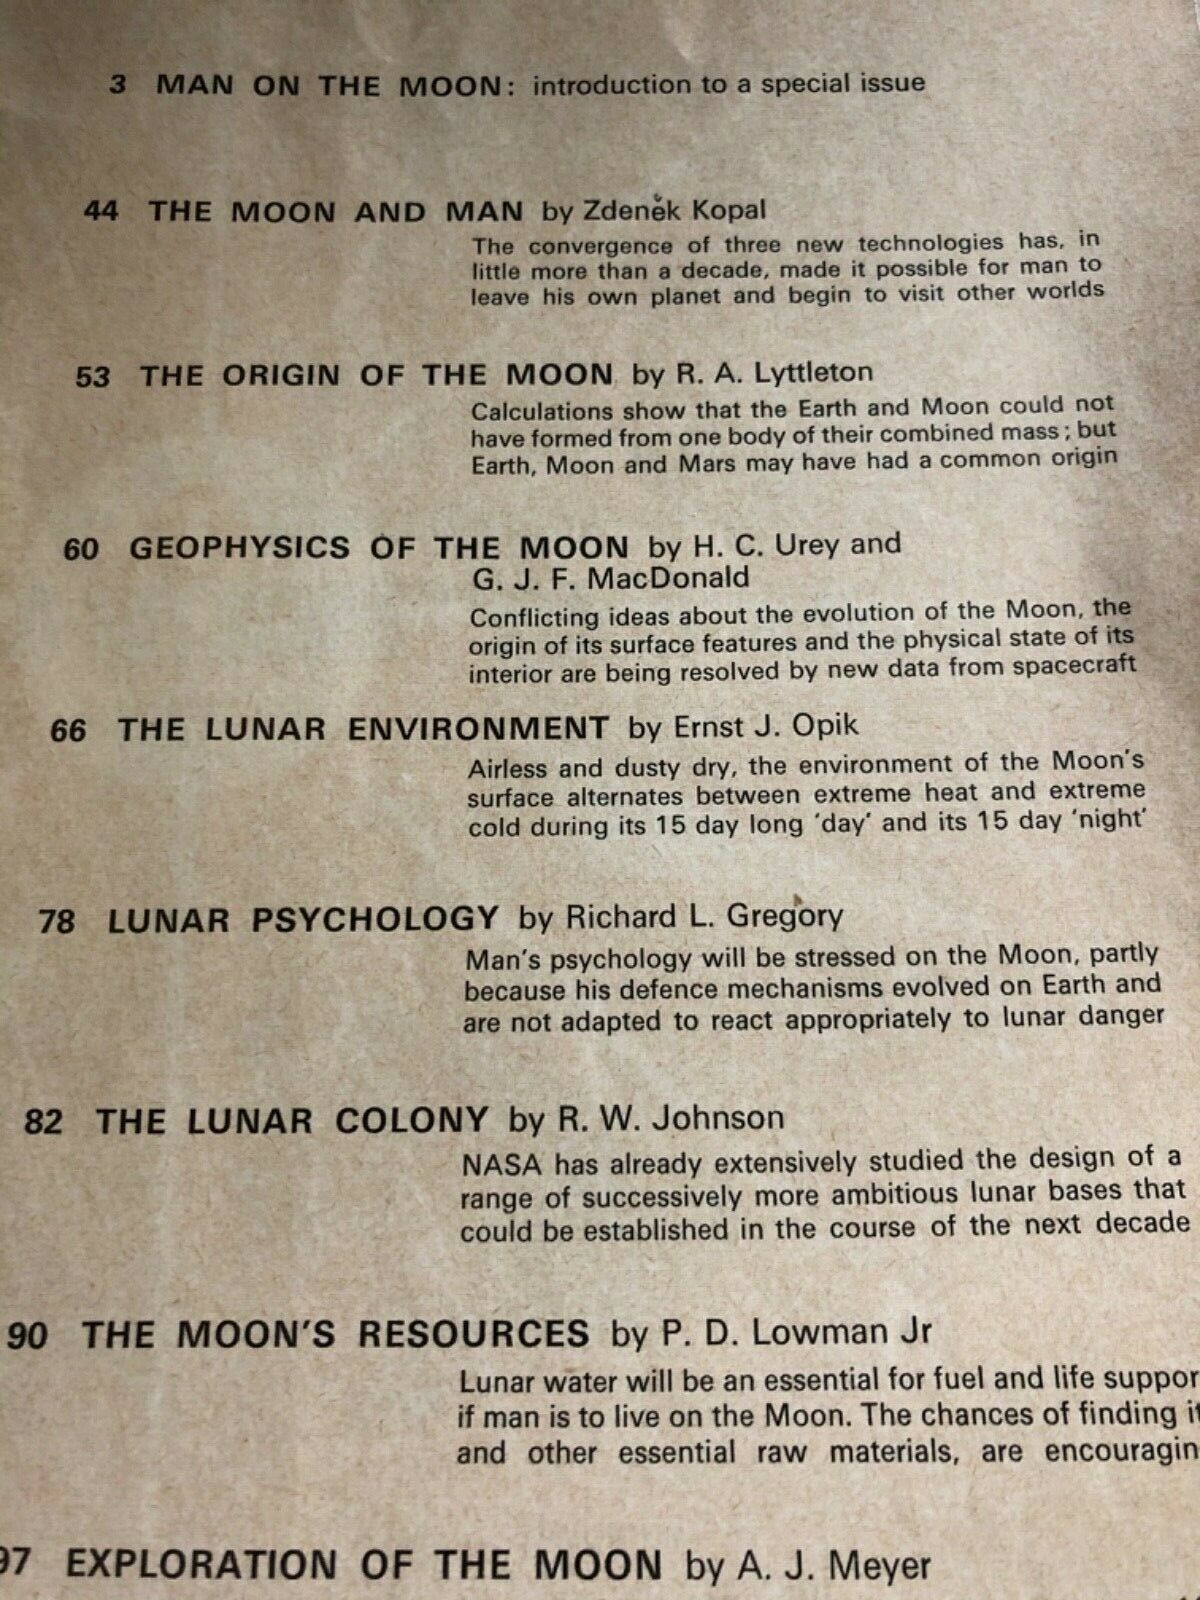 3 MAN ON THE MOON: introduction to a special issue
44 THE MOON AND MAN by Zdeněk Kopal
The convergence of three new technologies has, in
little more than a decade, made it possible for man to
leave his own planet and begin to visit other worlds
53 THE ORIGIN OF THE MOON by R. A. Lyttleton
Calculations show that the Earth and Moon could not
have formed from one body of their combined mass; but
Earth, Moon and Mars may have had a common origin
60 GEOPHYSICS OF THE MOON by H. C. Urey and
G. J. F. MacDonald
Conflicting ideas about the evolution of the Moon, the
origin of its surface features and the physical state of its
interior are being resolved by new data from spacecraft
66 THE LUNAR ENVIRONMENT by Ernst J. Opik
Airless and dusty dry, the environment of the Moon's
surface alternates between extreme heat and extreme
cold during its 15 day long 'day' and its 15 day 'night'
78 LUNAR PSYCHOLOGY by Richard L. Gregory
Man's psychology will be stressed on the Moon, partly
because his defence mechanisms evolved on Earth and
are not adapted to react appropriately to lunar danger
82 THE LUNAR COLONY by R. W. Johnson
NASA has already extensively studied the design of a
range of successively more ambitious lunar bases that
could be established in the course of the next decade
90 THE MOON'S RESOURCES by P. D. Lowman Jr
Lunar water will be an essential for fuel and life suppor
if man is to live on the Moon. The chances of finding it
and other essential raw materials, are encouragin
97 EXPLORATION OF THE MOON by A. J. Meyer